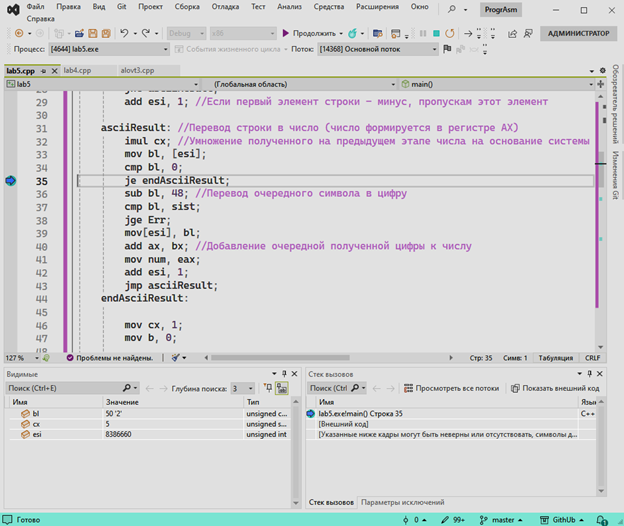 Файл Правка Вид Git Проект Сборка Отладка Тест Анализ Средства Расширения Окно
Справка
ProgrAsm
Debug x86 Продолжить АДМИНИСТРАТОР
Процесс: [4644] lab5.exe События жизненного цикла Поток: [14368] Основной поток
lab5.cpp lab4.cpp alovt3.cpp
lab5 (Глобальная область) main()
29 add esi, 1; //Если первый элемент строки - минус, пропускам этот элемент
30
31 asciiResult: //Перевод строки в число (число формируется в регистре AX)
32 imul cx; //Умножение полученного на предыдущем этапе числа на основание системы
33 mov bl, [esi];
34 cmp bl, 0;
35 je endAsciiResult;
36 sub bl, 48; //Перевод очередного символа в цифру
37 cmp bl, sist;
38 jge Err;
39 mov[esi], bl;
40 add ax, bx; //Добавление очередной полученной цифры к числу
41 mov num, eax;
42 add esi, 1;
43 jmp asciiResult;
44 endAsciiResult:
45
46 mov cx, 1;
47 mov b, 0;
127 % Проблемы не найдены. Стр: 35 Симв: 1 Табуляция CRLF
Обозреватель решений
Изменения Git
Видимые
Поиск (Ctrl+E) Глубина поиска: 3
Имя Значение Тип
bl 50 '2' unsigned c...
cx 5 unsigned s...
esi 8386660 unsigned int
Стек вызовов
Поиск (Ctrl Просмотреть все потоки Показать внешний код
Имя Язык
lab5.exe!main() Строка 35 C++
[Внешний код]
[Указанные ниже кадры могут быть неверны или отсутствовать, символы д...
Стек вызовов Параметры исключений
Готово 0 99+ master GithUb